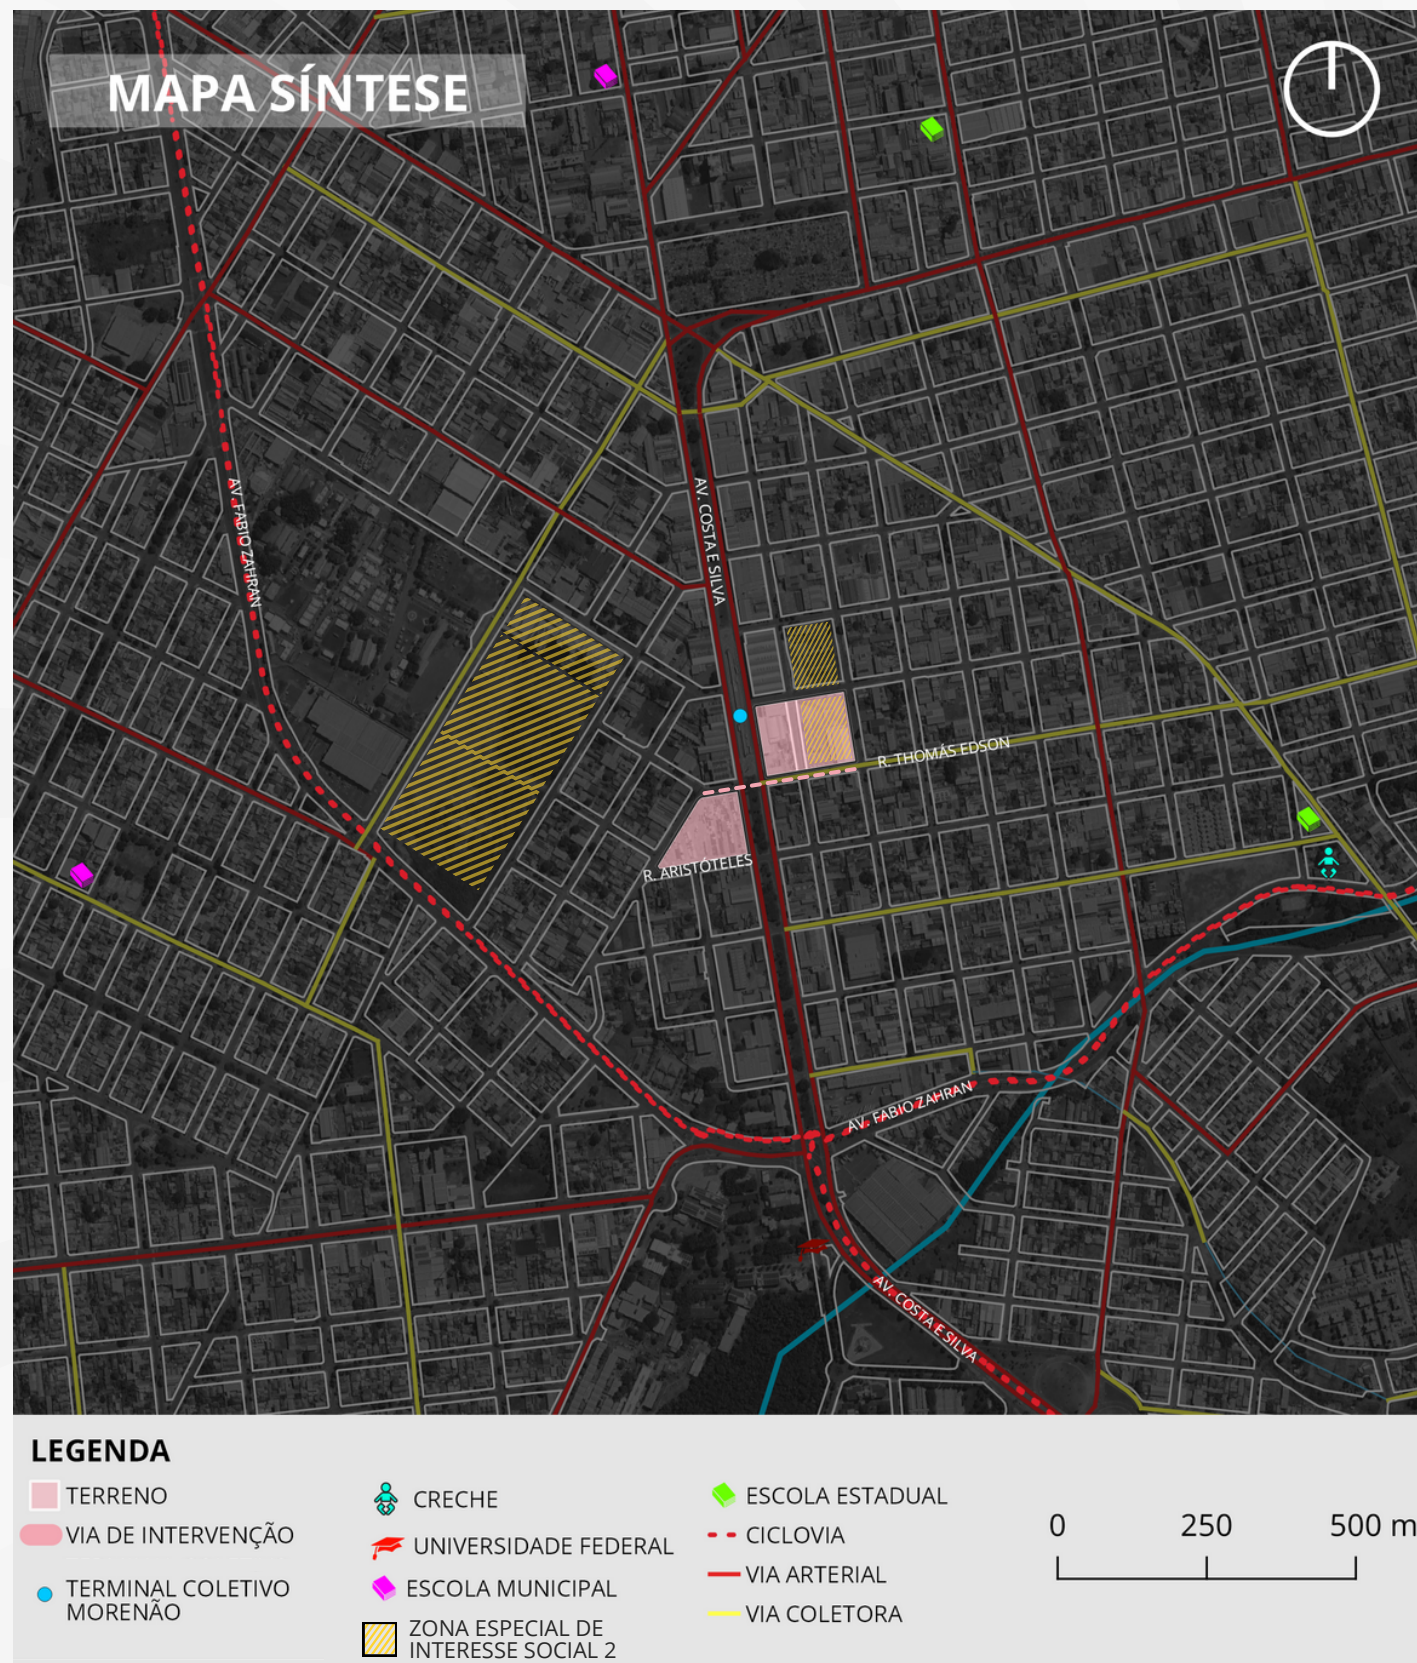 MAPA SÍNTESE
AV. FABIO ZAHRAN
AV. COSTA E SILVA
R. THOMÁS EDSON
R. ARISTÓTELES
AV. FABIO ZAHRAN
AV. COSTA E SILVA
LEGENDA
TERRENO
VIA DE INTERVENÇÃO
TERMINAL COLETIVO
MORENÃO
CRECHE
UNIVERSIDADE FEDERAL
ESCOLA MUNICIPAL
ZONA ESPECIAL DE
INTERESSE SOCIAL 2
ESCOLA ESTADUAL
CICLOVIA
VIA ARTERIAL
VIA COLETORA
0 250 500 m